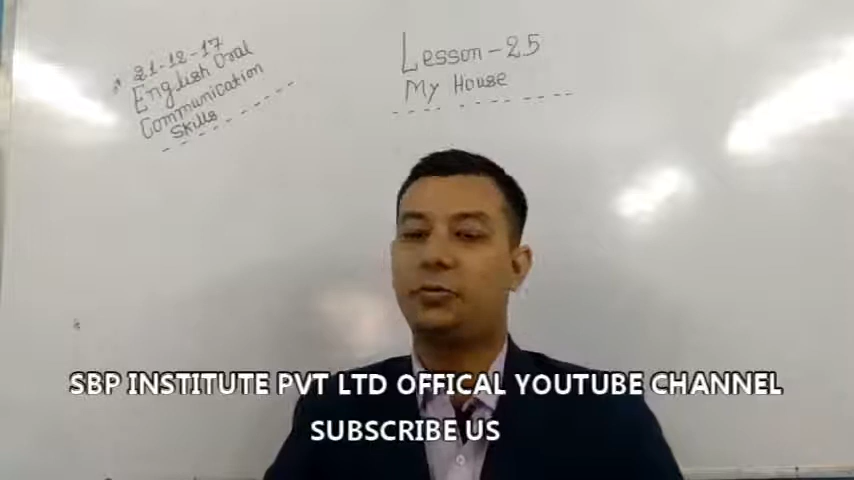 21-12-17
English Oral
Communication
Skills
Lesson - 25
My House
SBP INSTITUTE PVT LTD OFFICAL YOUTUBE CHANNEL
SUBSCRIBE US